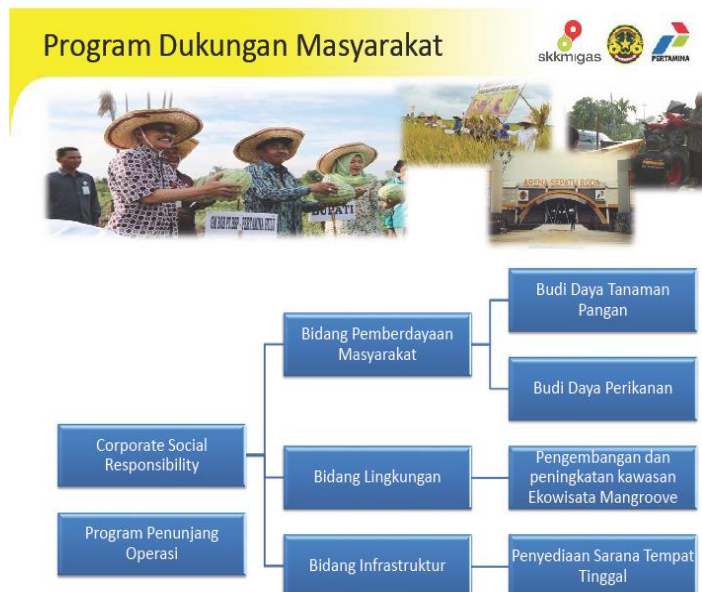 Program Dukungan Masyarakat
skkmigas
PERTAMINA
ARENA SEPATU RODA
BUPATI
Budi Daya Tanaman
Pangan
Bidang Pemberdayaan
Masyarakat
Budi Daya Perikanan
Corporate Social
Responsibility
Bidang Lingkungan
Pengembangan dan
peningkatan kawasan
Ekowisata Mangroove
Program Penunjang
Operasi
Bidang Infrastruktur
Penyediaan Sarana Tempat
Tinggal